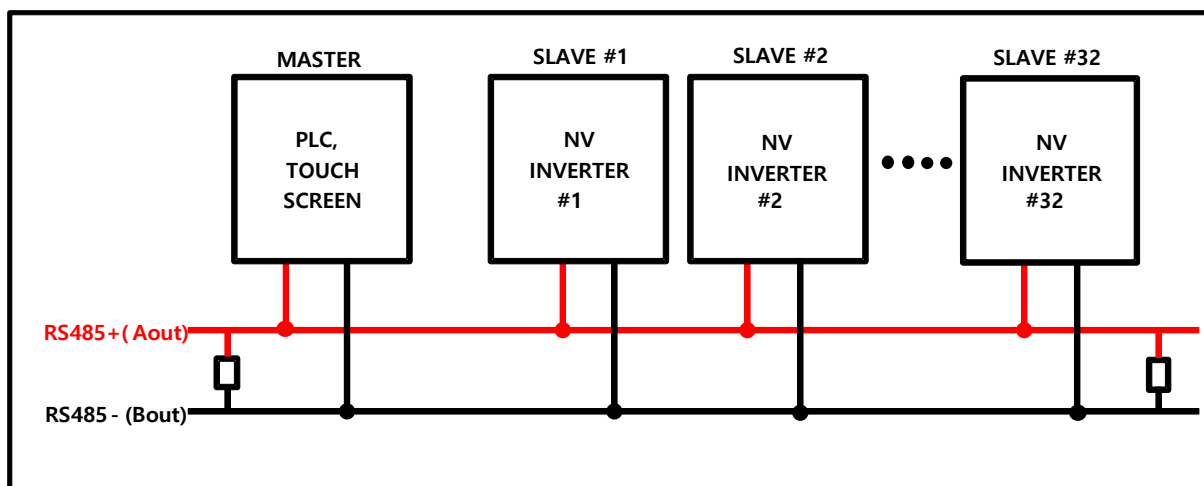 MASTER
SLAVE #1
SLAVE #2
SLAVE #32
PLC,
TOUCH
SCREEN
NV
INVERTER
#1
NV
INVERTER
#2
NV
INVERTER
#32
RS485+( Aout)
RS485 - (Bout)